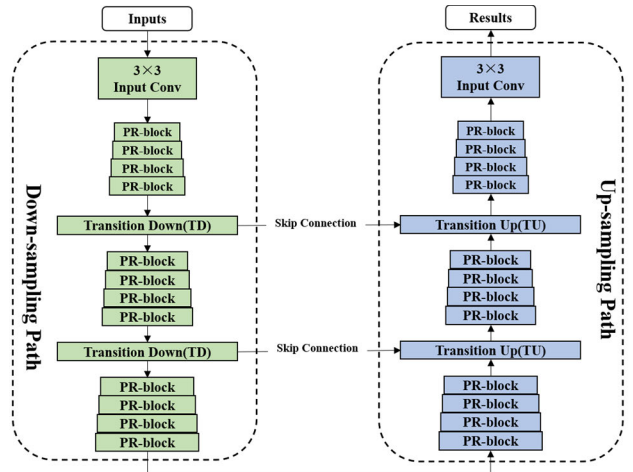 Inputs
3×3
Input Conv
PR-block
PR-block
PR-block
PR-block
Transition Down(TD)
PR-block
PR-block
PR-block
PR-block
Transition Down(TD)
PR-block
PR-block
PR-block
PR-block
Down-sampling Path
Skip Connection
Skip Connection
Results
3×3
Input Conv
PR-block
PR-block
PR-block
PR-block
Transition Up(TU)
PR-block
PR-block
PR-block
PR-block
Transition Up(TU)
PR-block
PR-block
PR-block
PR-block
Up-sampling Path